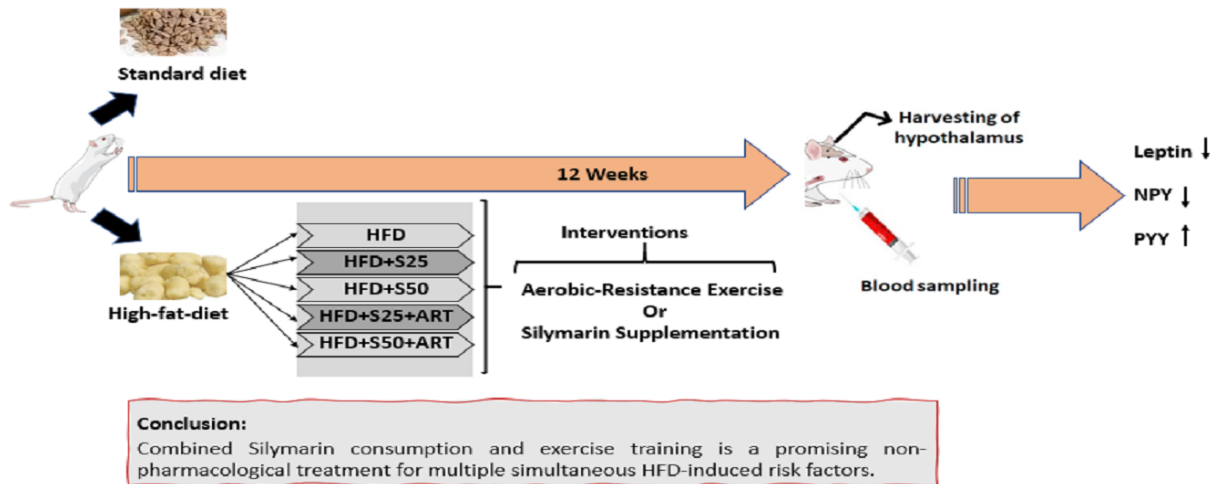 Standard diet
12 Weeks
High-fat-diet
HFD
HFD+S25
HFD+S50
HFD+S25+ART
HFD+S50+ART
Interventions
Aerobic-Resistance Exercise
Or
Silymarin Supplementation
Harvesting of
hypothalamus
Blood sampling
Leptin ↓
NPY ↓
PYY ↑
Conclusion:
Combined Silymarin consumption and exercise training is a promising non-
pharmacological treatment for multiple simultaneous HFD-induced risk factors.